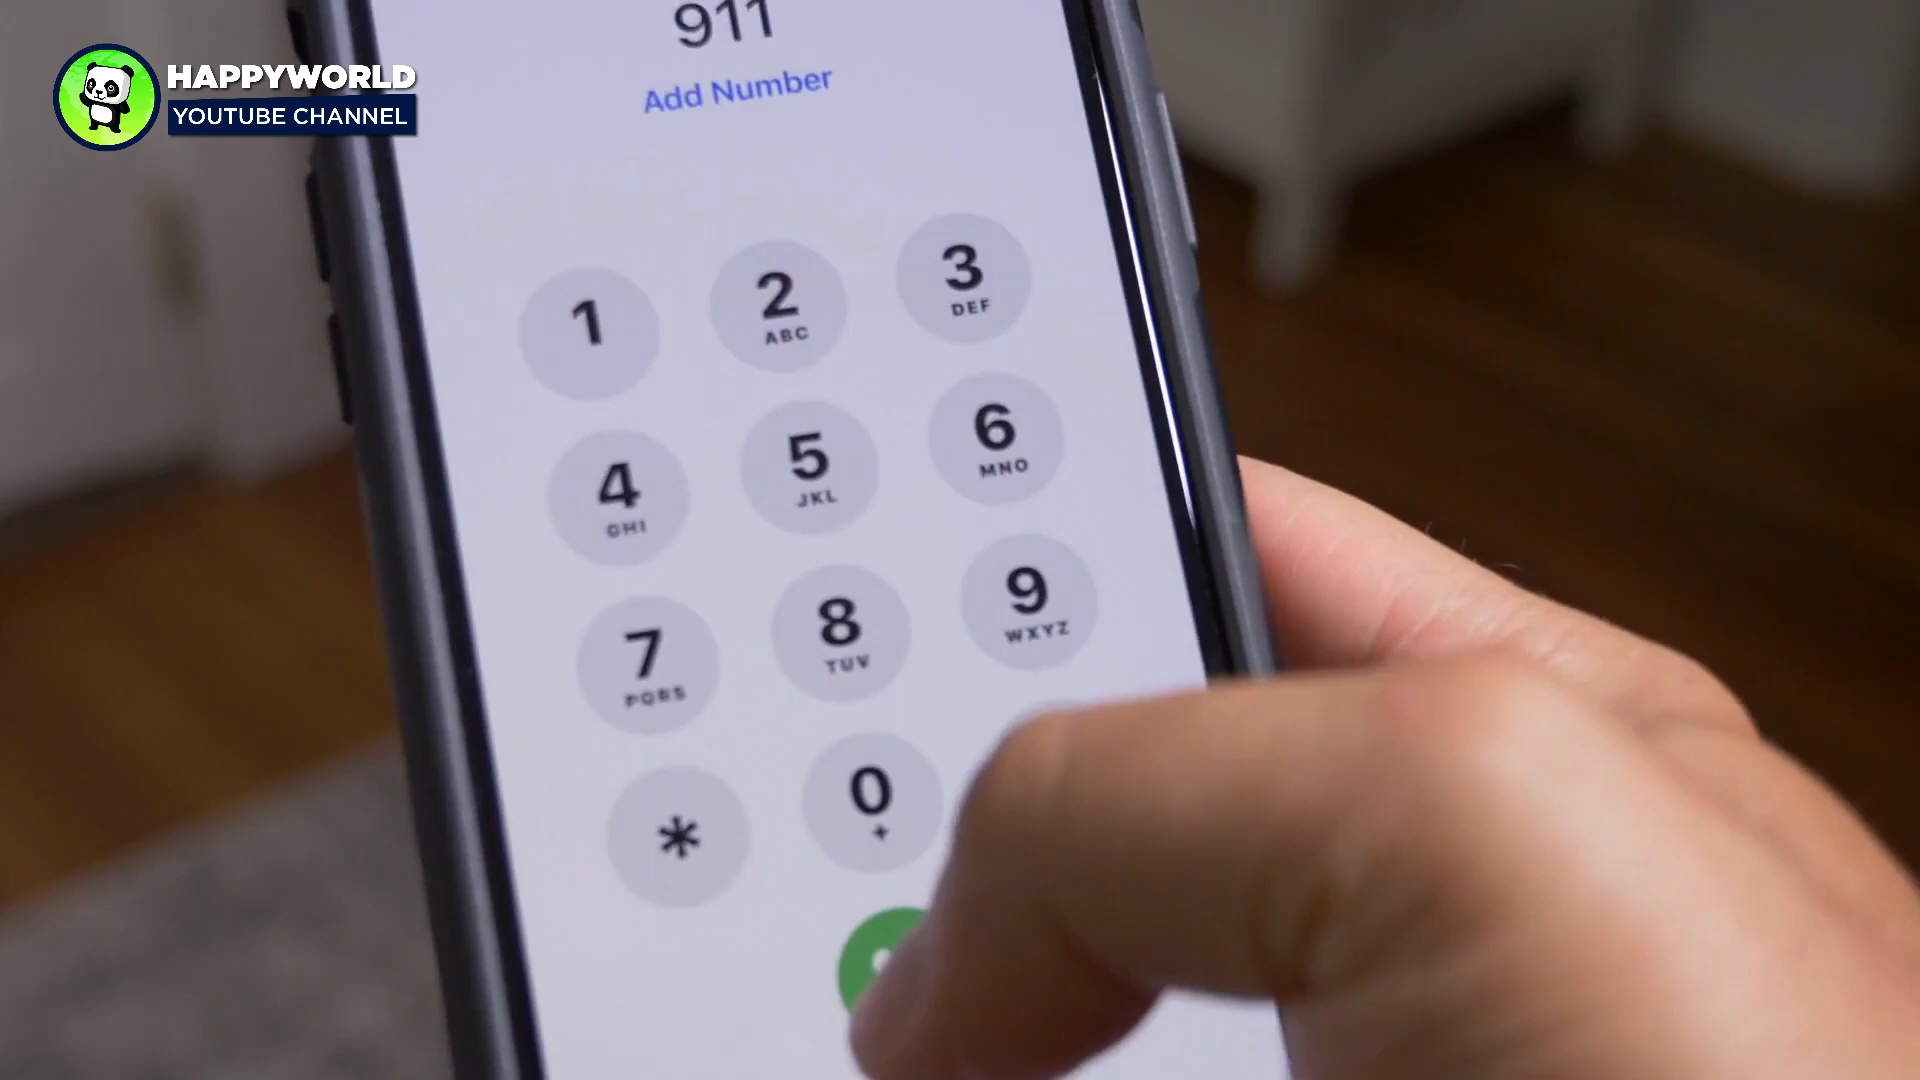 HAPPYWORLD
YOUTUBE CHANNEL
911
Add Number
1
2
ABC
3
DEF
4
GHI
5
JKL
6
MNO
7
PQRS
8
TUV
9
WXYZ
*
0
+